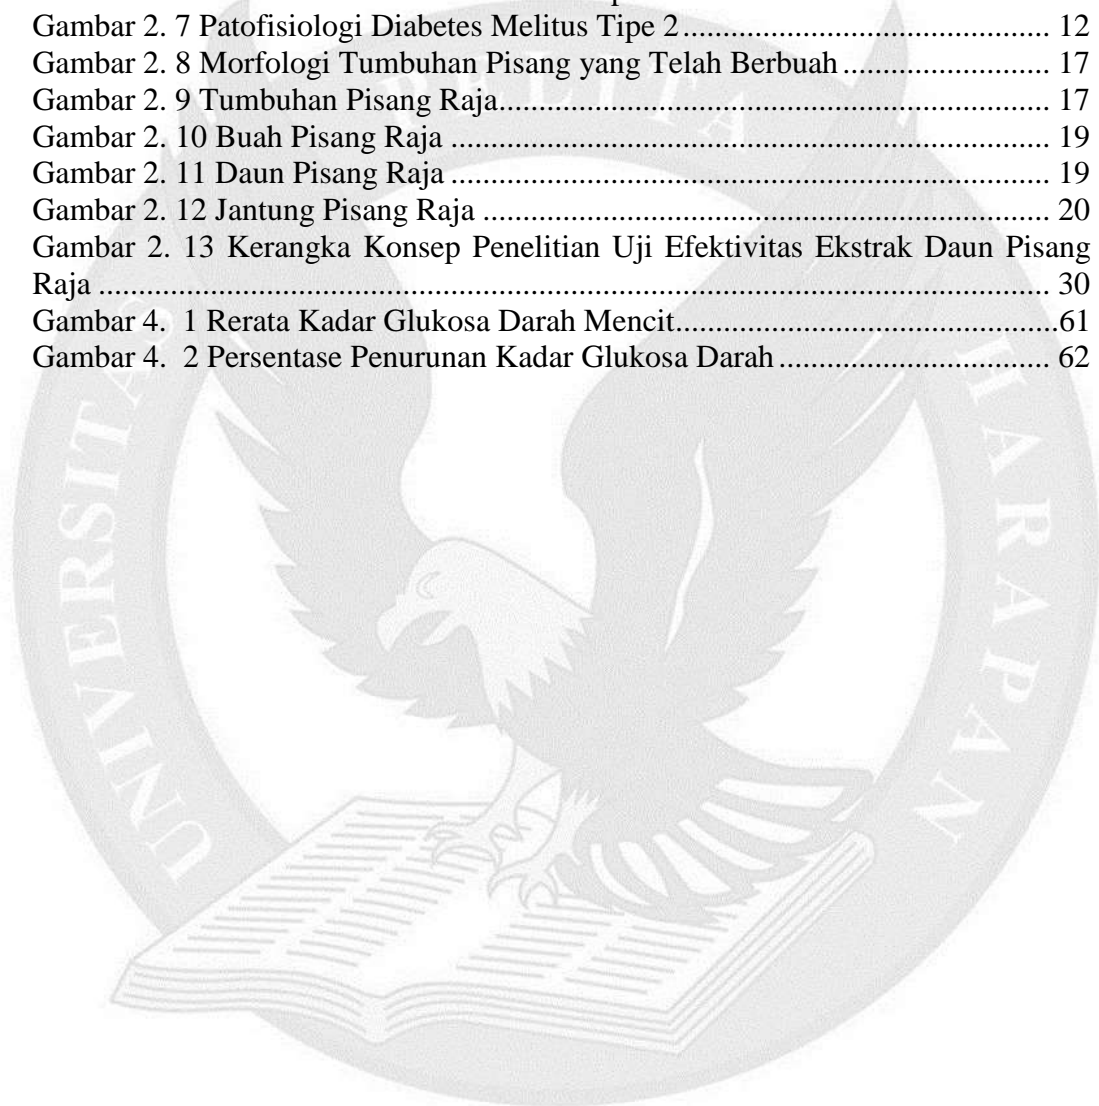 Gambar 2. 7 Patofisiologi Diabetes Melitus Tipe 2.............................................. 12
Gambar 2. 8 Morfologi Tumbuhan Pisang yang Telah Berbuah.......................... 17
Gambar 2. 9 Tumbuhan Pisang Raja..................................................................... 17
Gambar 2. 10 Buah Pisang Raja ........................................................................... 19
Gambar 2. 11 Daun Pisang Raja ........................................................................... 19
Gambar 2. 12 Jantung Pisang Raja ....................................................................... 20
Gambar 2. 13 Kerangka Konsep Penelitian Uji Efektivitas Ekstrak Daun Pisang
Raja ....................................................................................................................... 30
Gambar 4. 1 Rerata Kadar Glukosa Darah Mencit................................................61
Gambar 4. 2 Persentase Penurunan Kadar Glukosa Darah .................................. 62
UNIVERSITAS
PELITA
HARAPAN